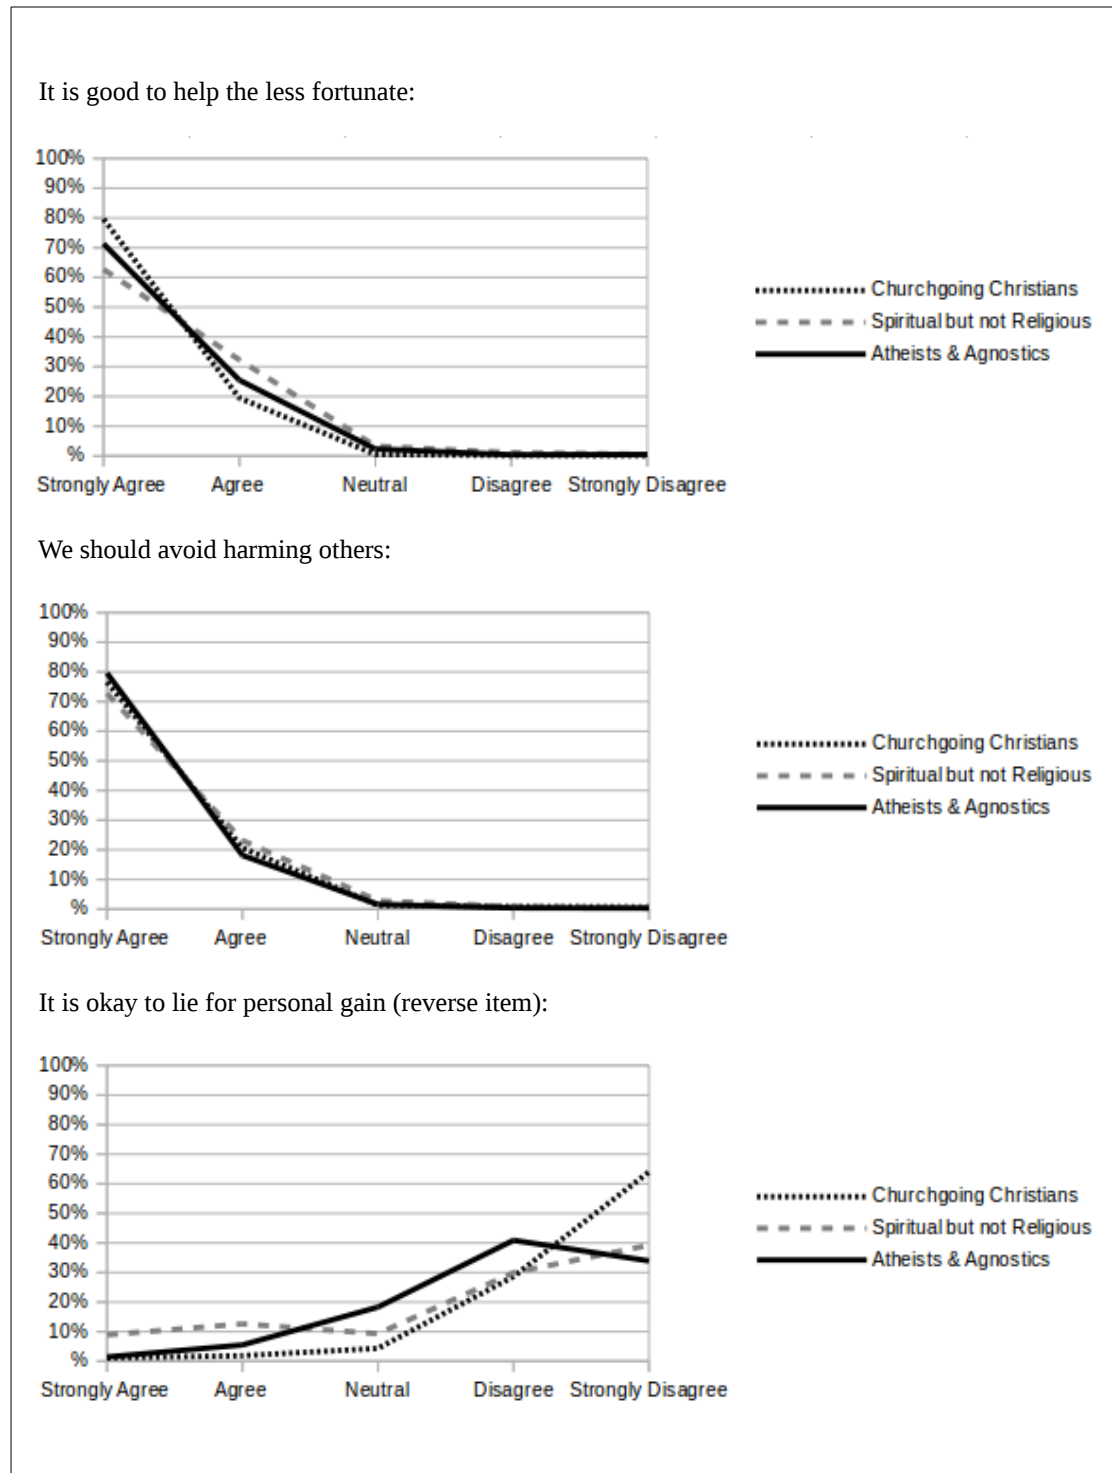 It is good to help the less fortunate:
100%
90%
80%
70%
60%
50%
40%
30%
20%
10%
%
Strongly Agree Agree Neutral Disagree Strongly Disagree
Churchgoing Christians
Spiritual but not Religious
Atheists & Agnostics
We should avoid harming others:
100%
90%
80%
70%
60%
50%
40%
30%
20%
10%
%
Strongly Agree Agree Neutral Disagree Strongly Disagree
Churchgoing Christians
Spiritual but not Religious
Atheists & Agnostics
It is okay to lie for personal gain (reverse item):
100%
90%
80%
70%
60%
50%
40%
30%
20%
10%
%
Strongly Agree Agree Neutral Disagree Strongly Disagree
Churchgoing Christians
Spiritual but not Religious
Atheists & Agnostics